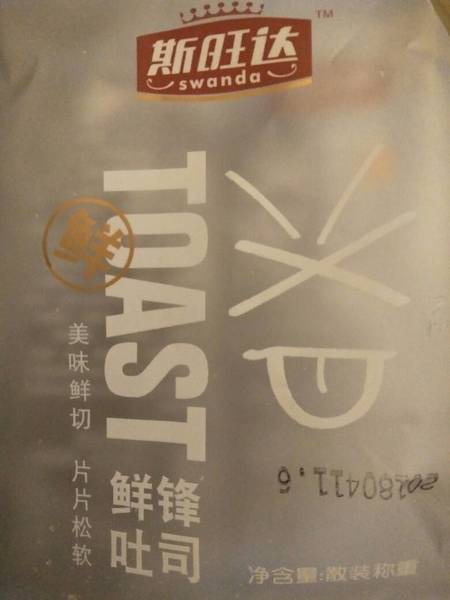 斯旺达
™
swanda
TOAST
鲜
美味鲜切 片片松软
鲜吐
锋司
20180411.6
净含量:散装称重